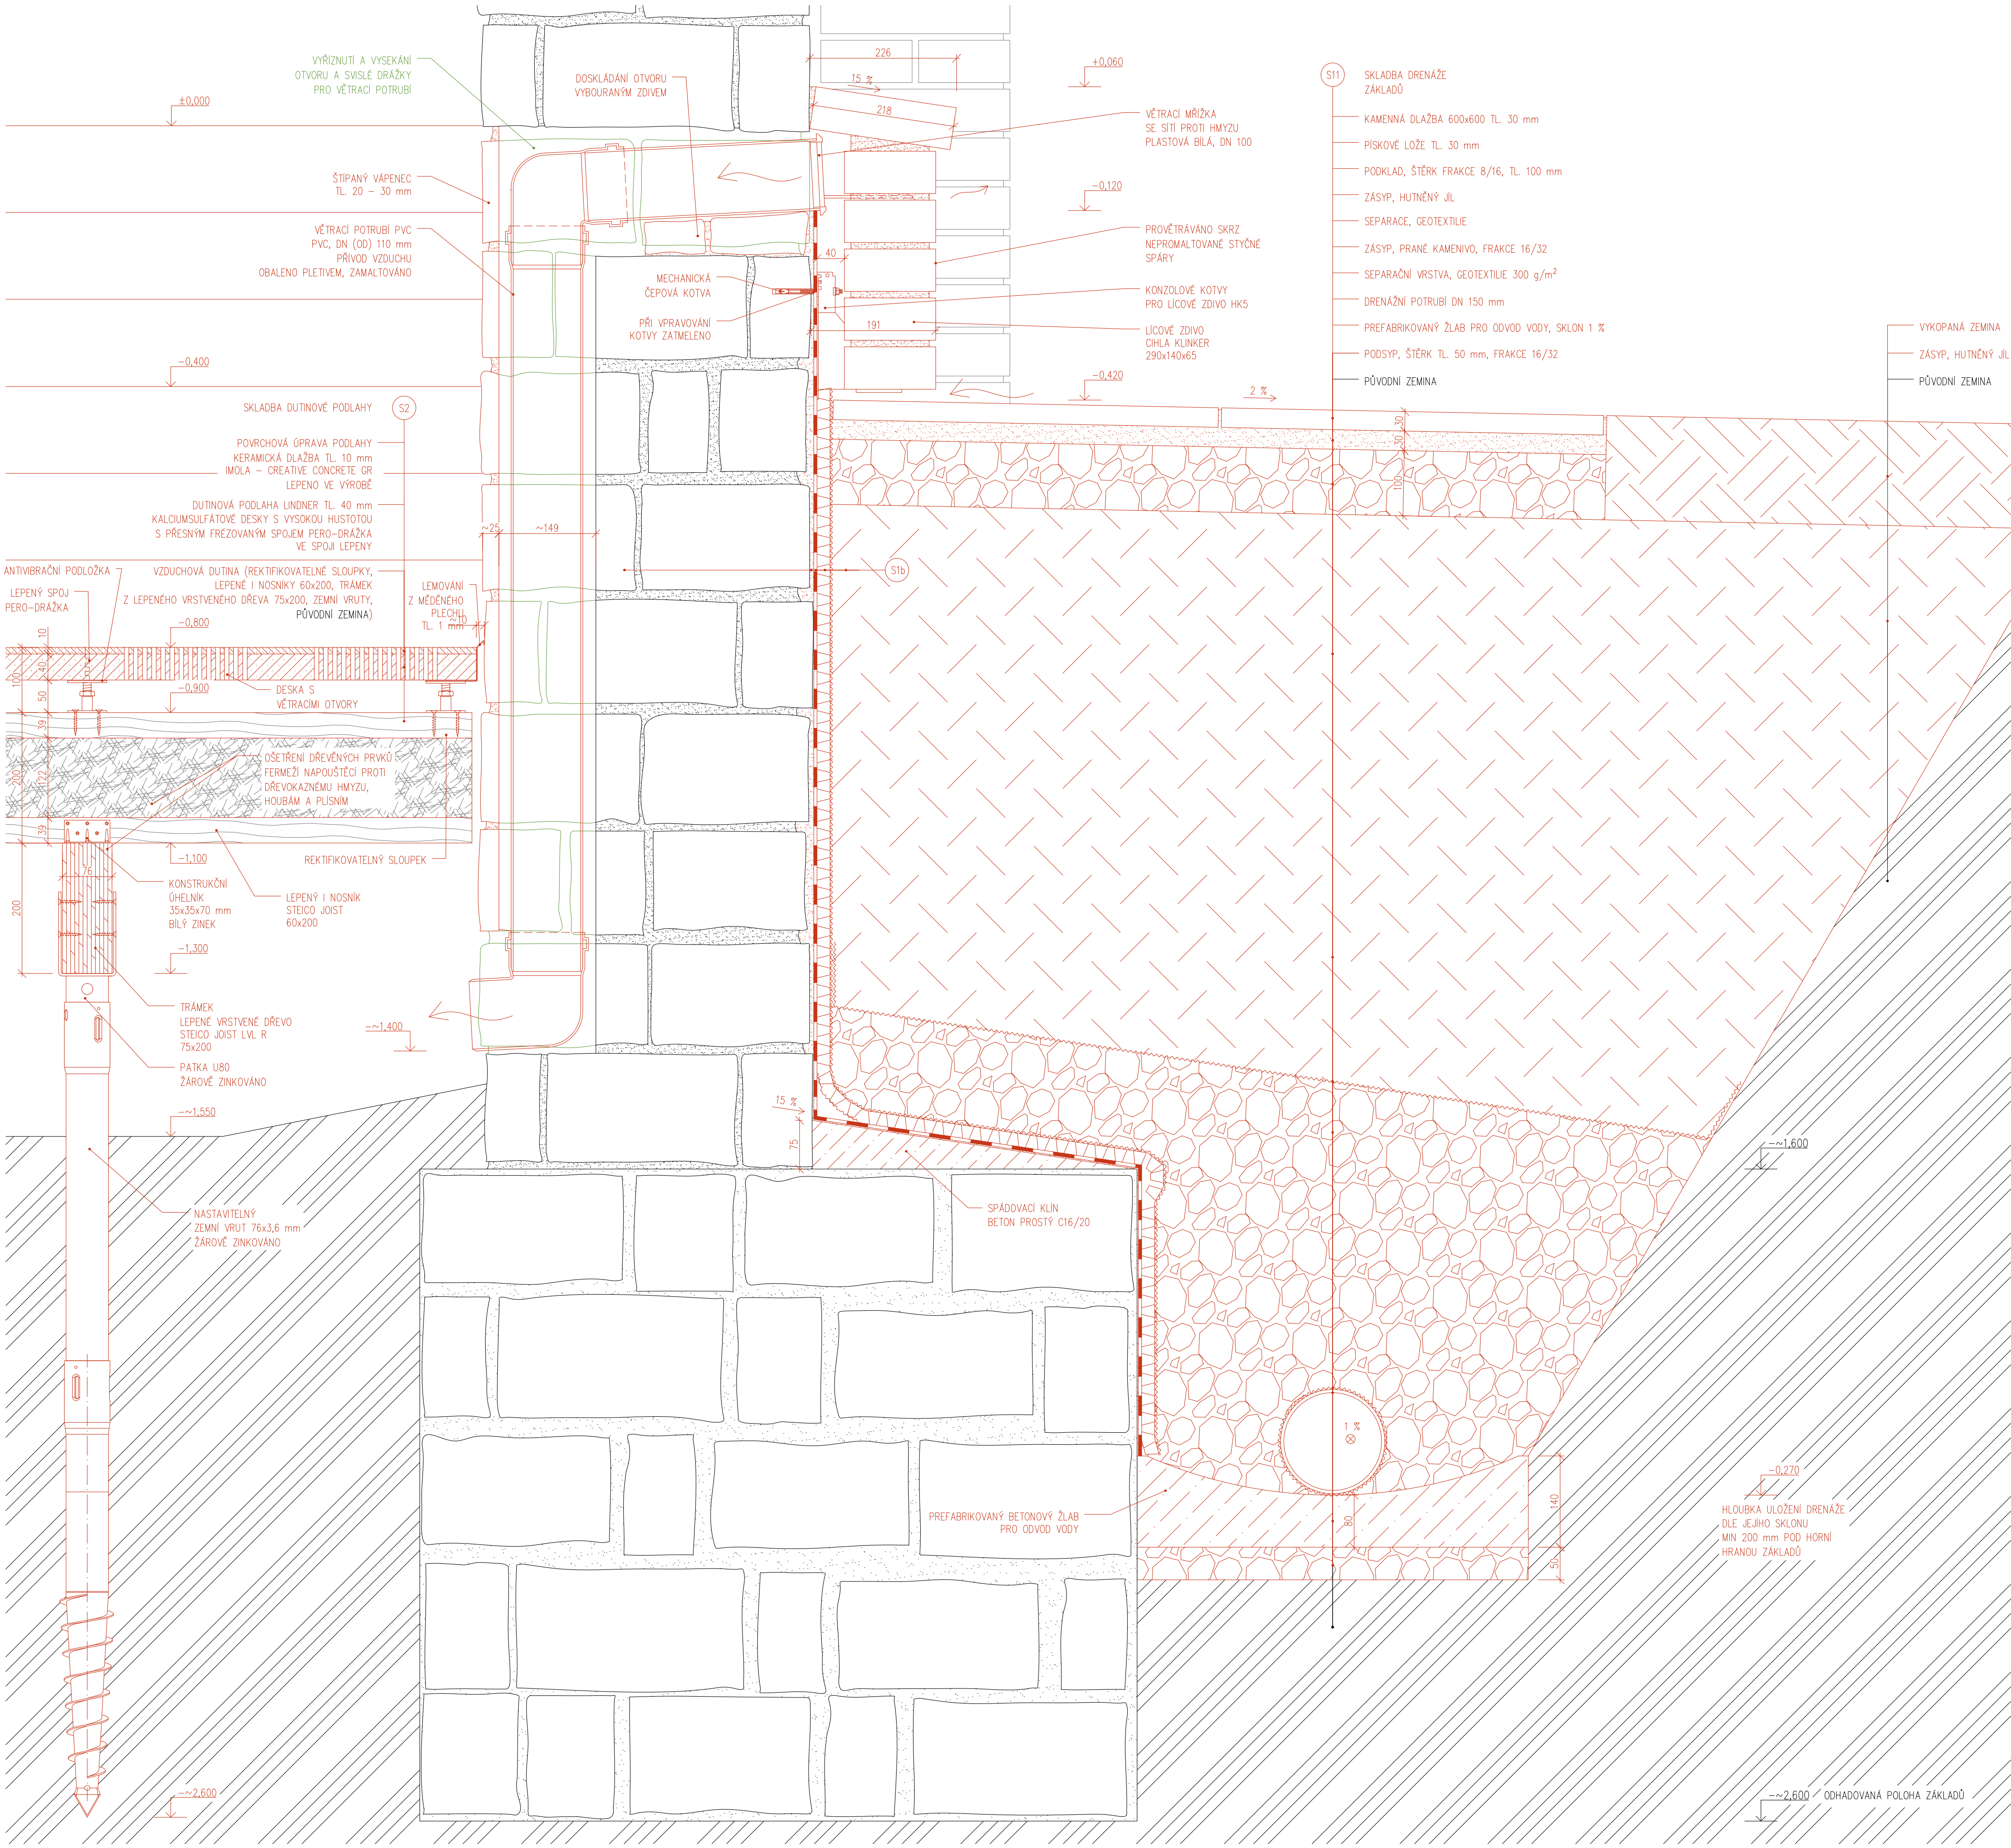 VYŘÍZNUTÍ A VYSEKÁNÍ
OTVORU A SVISLÉ DRÁŽKY
PRO VĚTRACÍ POTRUBÍ
DOSKLÁDÁNÍ OTVORU
VYBOURANÝM ZDIVEM
226
15 %
218
+0,060
±0,000
VĚTRACÍ MŘÍŽKA
SE SÍTÍ PROTI HMYZU
PLASTOVÁ BÍLÁ, DN 100
ŠTÍPANÝ VÁPENEC
TL. 20 - 30 mm
-0,120
VĚTRACÍ POTRUBÍ PVC
PVC, DN (OD) 110 mm
PŘÍVOD VZDUCHU
OBALENO PLETIVEM, ZAMALTOVÁNO
40
PROVĚTRÁVÁNO SKRZ
NEPROMALTOVANÉ STYČNÉ
SPÁRY
MECHANICKÁ
ČEPOVÁ KOTVA
KONZOLOVÉ KOTVY
PRO LÍCOVÉ ZDIVO HK5
PŘI VPRAVOVÁNÍ
KOTVY ZATMELENO
191
LÍCOVÉ ZDIVO
CIHLA KLINKER
290x140x65
-0,400
-0,420
2 %
S11
SKLADBA DRENÁŽE
ZÁKLADŮ
KAMENNÁ DLAŽBA 600x600 TL. 30 mm
PÍSKOVÉ LOŽE TL. 30 mm
PODKLAD, ŠTĚRK FRAKCE 8/16, TL. 100 mm
ZÁSYP, HUTNĚNÝ JÍL
SEPARACE, GEOTEXTILIE
ZÁSYP, PRANÉ KAMENIVO, FRAKCE 16/32
SEPARAČNÍ VRSTVA, GEOTEXTILIE 300 g/m²
DRENÁŽNÍ POTRUBÍ DN 150 mm
PREFABRIKOVANÝ ŽLAB PRO ODVOD VODY, SKLON 1 %
PODSYP, ŠTĚRK TL. 50 mm, FRAKCE 16/32
PŮVODNÍ ZEMINA
VYKOPANÁ ZEMINA
ZÁSYP, HUTNĚNÝ JÍL
PŮVODNÍ ZEMINA
30
30
100
SKLADBA DUTINOVÉ PODLAHY
S2
POVRCHOVÁ ÚPRAVA PODLAHY
KERAMICKÁ DLAŽBA TL. 10 mm
IMOLA - CREATIVE CONCRETE GR
LEPENO VE VÝROBĚ
DUTINOVÁ PODLAHA LINDNER TL. 40 mm
KALCIUMSULFÁTOVÉ DESKY S VYSOKOU HUSTOTOU
S PŘESNÝM FRÉZOVANÝM SPOJEM PERO-DRÁŽKA
VE SPOJI LEPENY
VZDUCHOVÁ DUTINA (REKTIFIKOVATELNÉ SLOUPKY,
LEPENÉ I NOSNÍKY 60x200, TRÁMEK
Z LEPENÉHO VRSTVENÉHO DŘEVA 75x200, ZEMNÍ VRUTY,
PŮVODNÍ ZEMINA)
ANTIVIBRAČNÍ PODLOŽKA
LEPENÝ SPOJ
PERO-DRÁŽKA
LEMOVÁNÍ
Z MĚDĚNÉHO
PLECHU
TL. 1 mm
~10
~25
~149
S1b
-0,800
10
40
50
100
-0,900
DESKA S
VĚTRACÍMI OTVORY
39
122
39
200
OŠETŘENÍ DŘEVĚNÝCH PRVKŮ
FERMEŽÍ NAPOUŠTĚCÍ PROTI
DŘEVOKAZNÉMU HMYZU,
HOUBÁM A PLÍSNÍM
-1,100
REKTIFIKOVATELNÝ SLOUPEK
76
200
KONSTRUKČNÍ
ÚHELNÍK
35x35x70 mm
BÍLÝ ZINEK
LEPENÝ I NOSNÍK
STEICO JOIST
60x200
-1,300
TRÁMEK
LEPENÉ VRSTVENÉ DŘEVO
STEICO JOIST LVL R
75x200
-~1,400
PATKA U80
ŽÁROVĚ ZINKOVÁNO
-~1,550
15 %
75
-~1,600
NASTAVITELNÝ
ZEMNÍ VRUT 76x3,6 mm
ŽÁROVĚ ZINKOVÁNO
SPÁDOVACÍ KLÍN
BETON PROSTÝ C16/20
1 %
PREFABRIKOVANÝ BETONOVÝ ŽLAB
PRO ODVOD VODY
80
140
50
-0,270
HLOUBKA ULOŽENÍ DRENÁŽE
DLE JEJÍHO SKLONU
MIN 200 mm POD HORNÍ
HRANOU ZÁKLADŮ
-~2,600
-~2,600 ODHADOVANÁ POLOHA ZÁKLADŮ